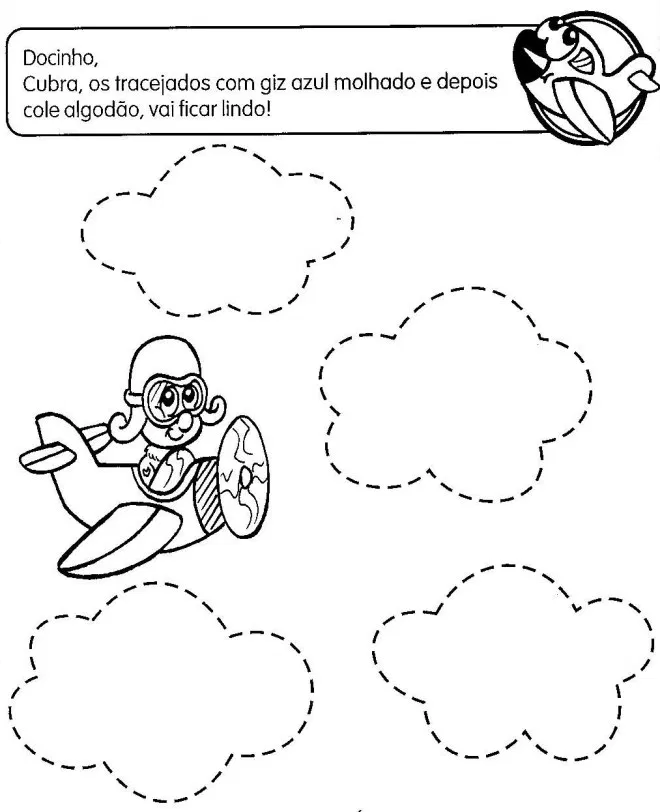 Docinho,
Cubra, os tracejados com giz azul molhado e depois
cole algodão, vai ficar lindo!